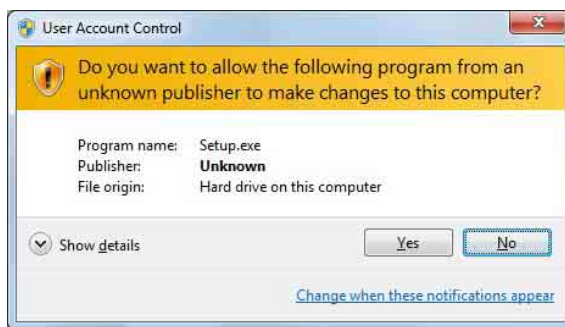 User Account Control
Do you want to allow the following program from an
unknown publisher to make changes to this computer?
Program name: Setup.exe
Publisher: Unknown
File origin: Hard drive on this computer
Show details
Yes
No
Change when these notifications appear